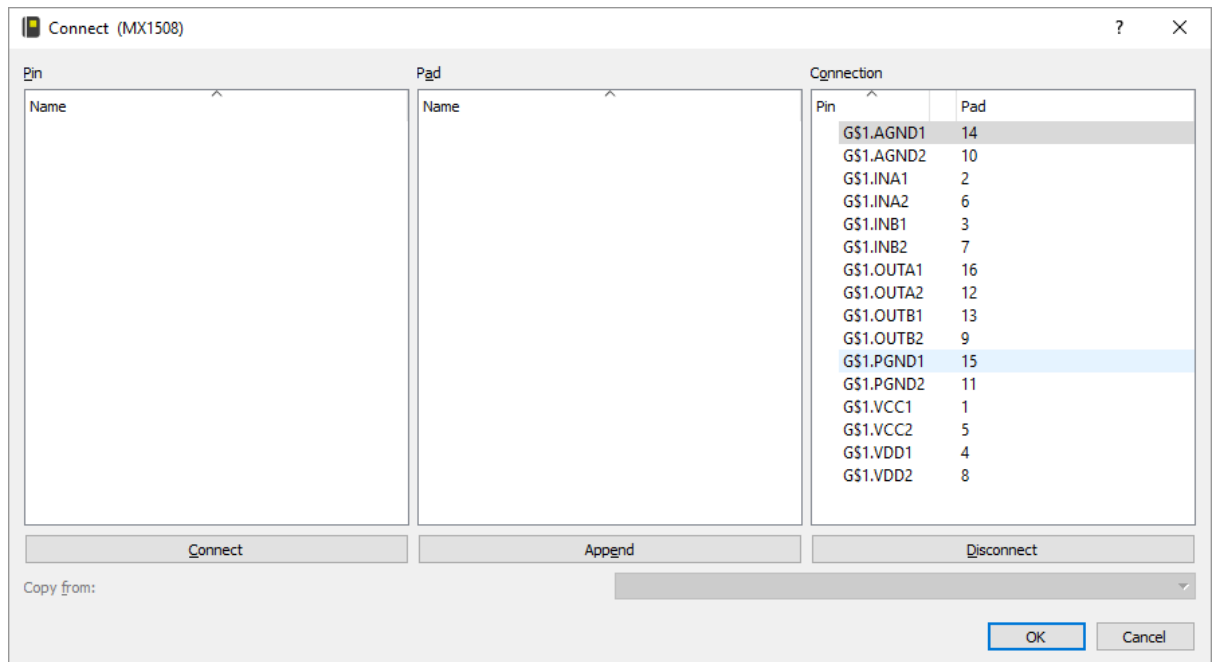 Connect (MX1508)
? ×
Pin Pad Connection
Name Name Pin Pad
G$1.AGND1 14
G$1.AGND2 10
G$1.INA1 2
G$1.INA2 6
G$1.INB1 3
G$1.INB2 7
G$1.OUTA1 16
G$1.OUTA2 12
G$1.OUTB1 13
G$1.OUTB2 9
G$1.PGND1 15
G$1.PGND2 11
G$1.VCC1 1
G$1.VCC2 5
G$1.VDD1 4
G$1.VDD2 8
Connect Append Disconnect
Copy from:
OK Cancel